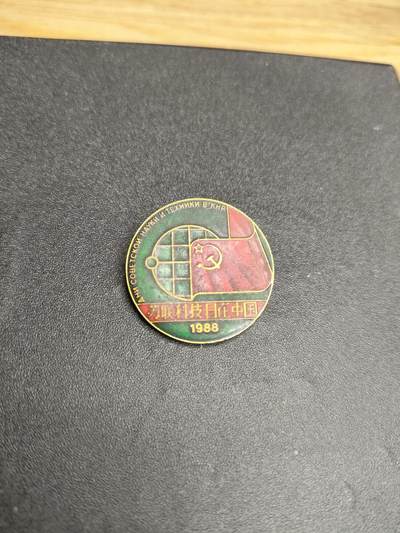 ДНИ СОВЕТСКОЙ НАУКИ И ТЕХНИКИ В КНР
苏联科技日在中国
1988